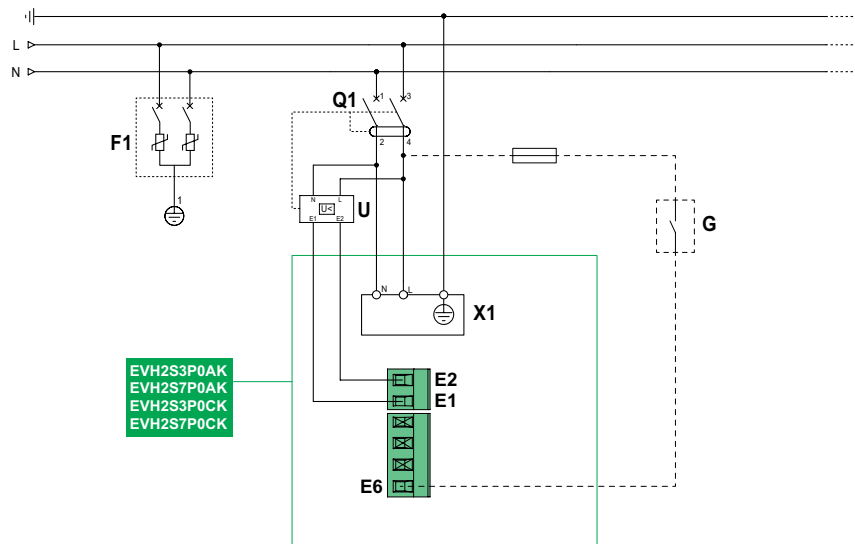 L
N
Q1
1
3
F1
2
4
1
N
L
U<
U
E1
E2
G
N
L
X1
EVH2S3P0AK
EVH2S7P0AK
EVH2S3P0CK
EVH2S7P0CK
E2
E1
E6